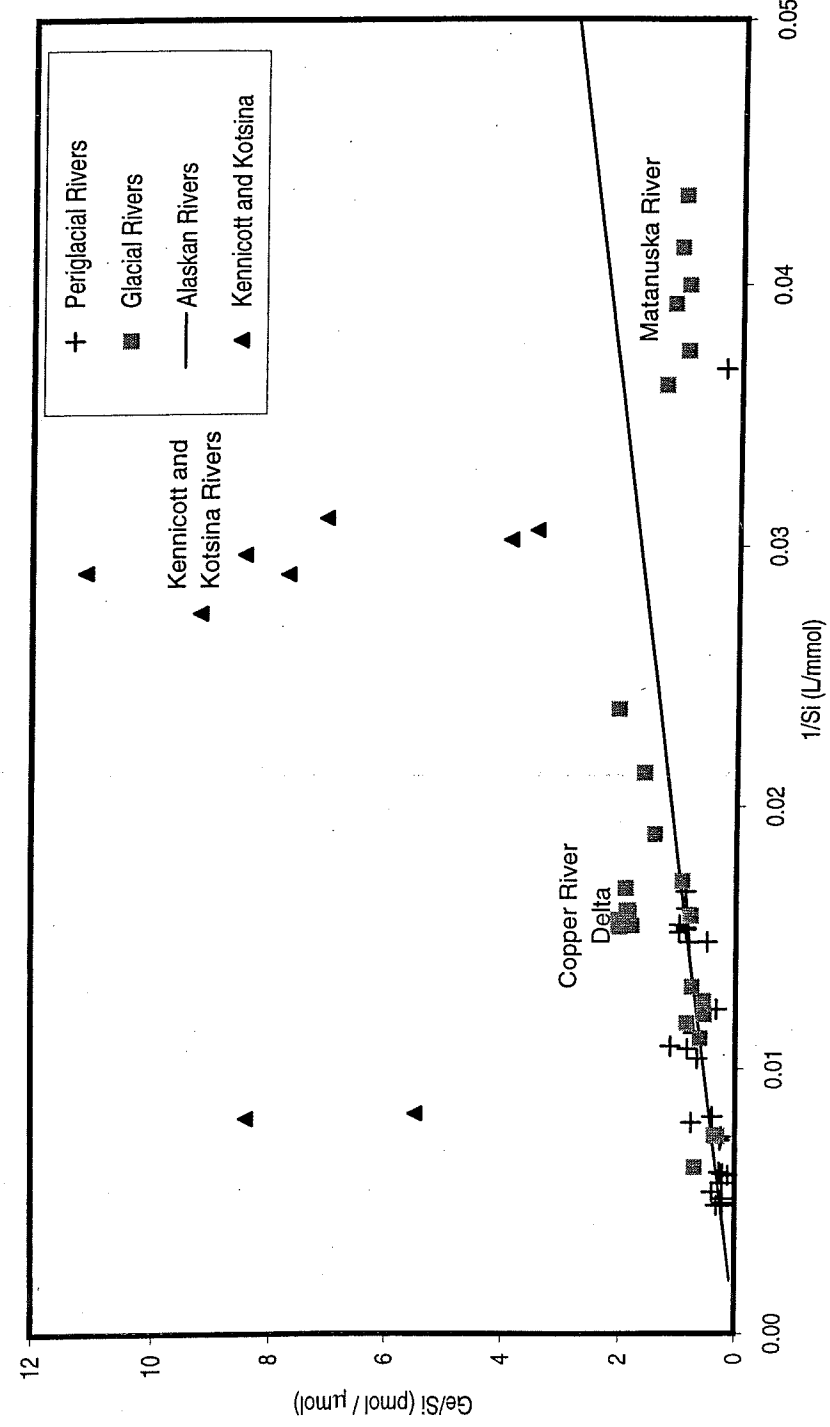 12
10
8
6
4
2
0
Ge/Si (pmol / μmol)
0.00
0.01
0.02
0.03
0.04
0.05
1/Si (L/mmol)
Periglacial Rivers
Glacial Rivers
Alaskan Rivers
Kennicott and Kotsina
Kennicott and
Kotsina Rivers
Copper River
Delta
Matanuska River